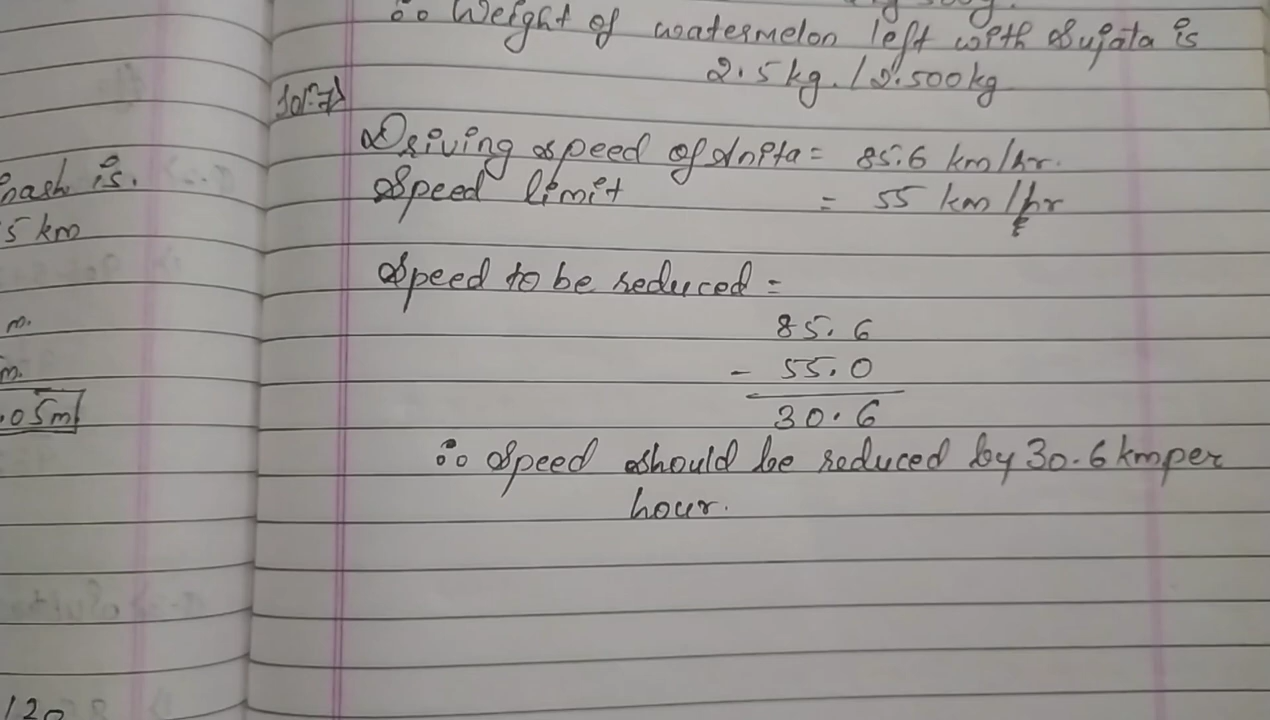 nash is.
5 km
m.
m.
.05ml
120
∴ Weight of watermelon left with Sujata is
2.5 kg. / 2.500 kg
Sol:-7)
Driving speed of Anita = 85.6 km/hr.
Speed limit = 55 km/hr
Speed to be reduced =
85.6
- 55.0
30.6
∴ Speed should be reduced by 30.6 km per
hour.